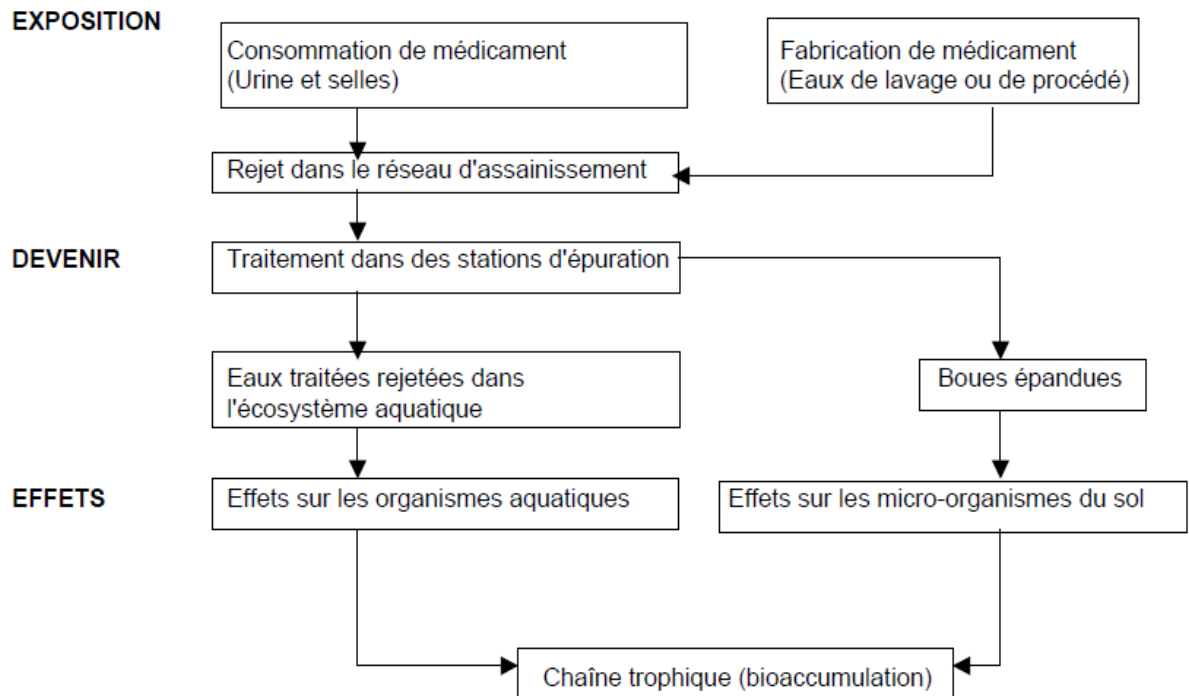 EXPOSITION
Consommation de médicament
(Urine et selles)
Fabrication de médicament
(Eaux de lavage ou de procédé)
Rejet dans le réseau d'assainissement
DEVENIR
Traitement dans des stations d'épuration
Eaux traitées rejetées dans
l'écosystème aquatique
Boues épandues
EFFETS
Effets sur les organismes aquatiques
Effets sur les micro-organismes du sol
Chaîne trophique (bioaccumulation)